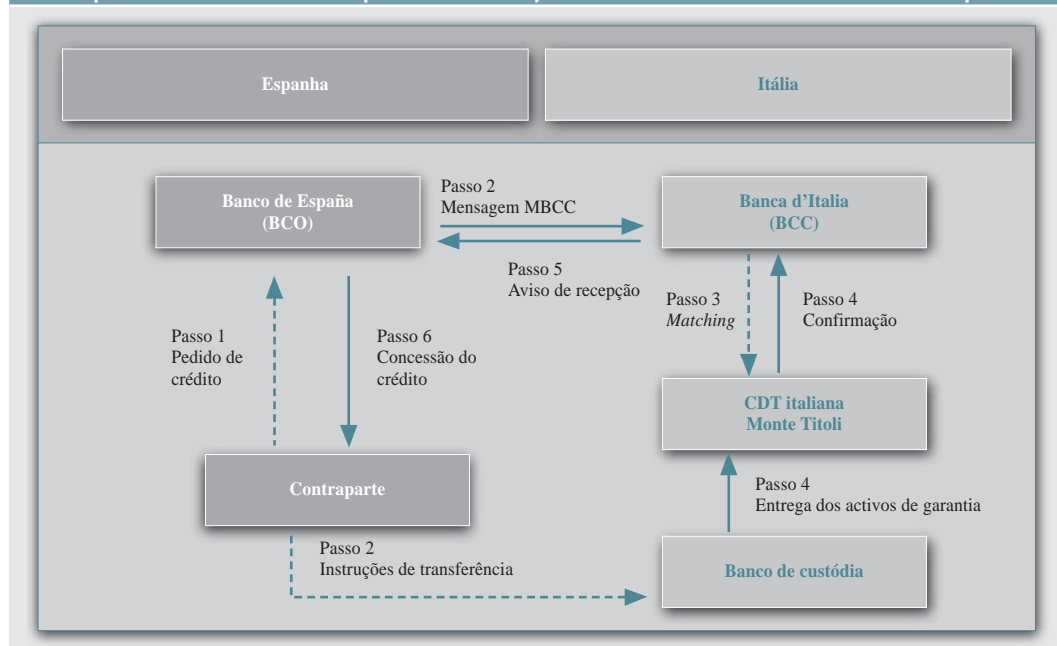 Espanha
Itália
Banco de España
(BCO)
Passo 2
Mensagem MBCC
Banca d’Italia
(BCC)
Passo 5
Aviso de recepção
Passo 1
Pedido de
crédito
Passo 6
Concessão do
crédito
Passo 3
Matching
Passo 4
Confirmação
CDT italiana
Monte Titoli
Contraparte
Passo 4
Entrega dos activos de garantia
Passo 2
Instruções de transferência
Banco de custódia